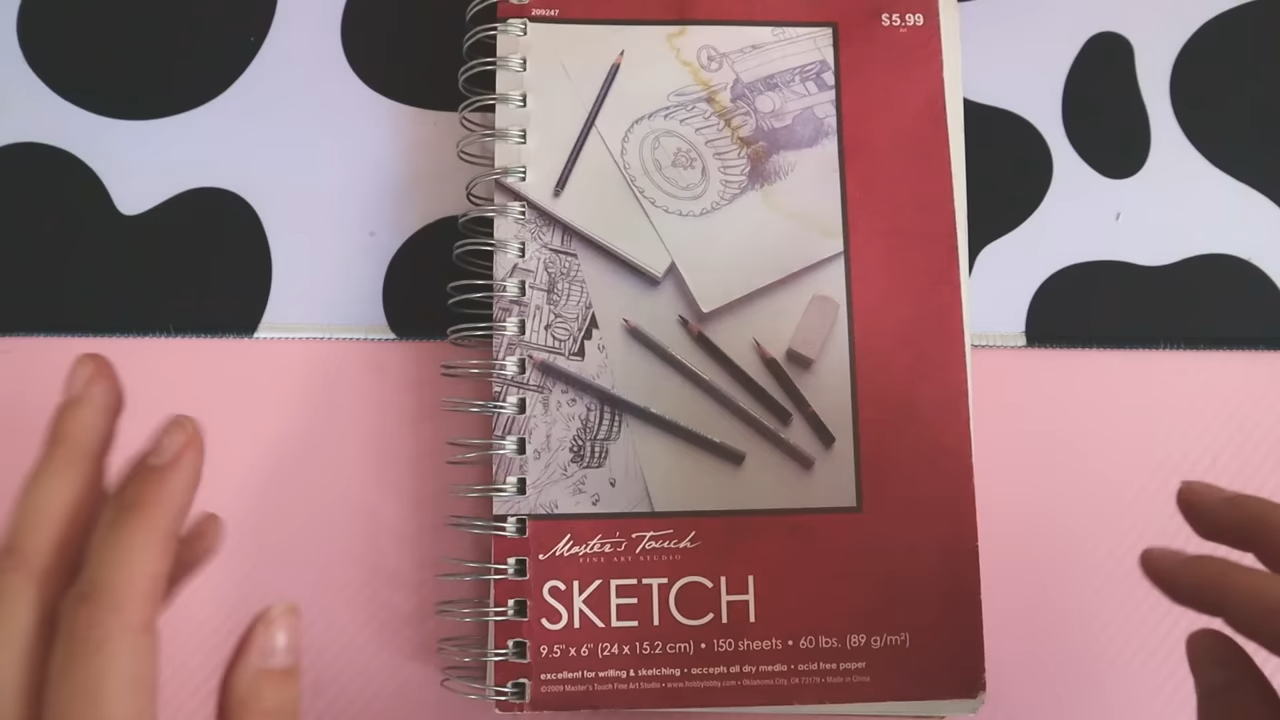 209247
$5.99
Master's Touch
FINE ART STUDIO
SKETCH
9.5" x 6" (24 x 15.2 cm) • 150 sheets • 60 lbs. (89 g/m²)
excellent for writing & sketching • accepts all dry media • acid free paper
©2009 Master's Touch Fine Art Studio • www.hobbylobby.com • Oklahoma City, OK 73179 • Made in China